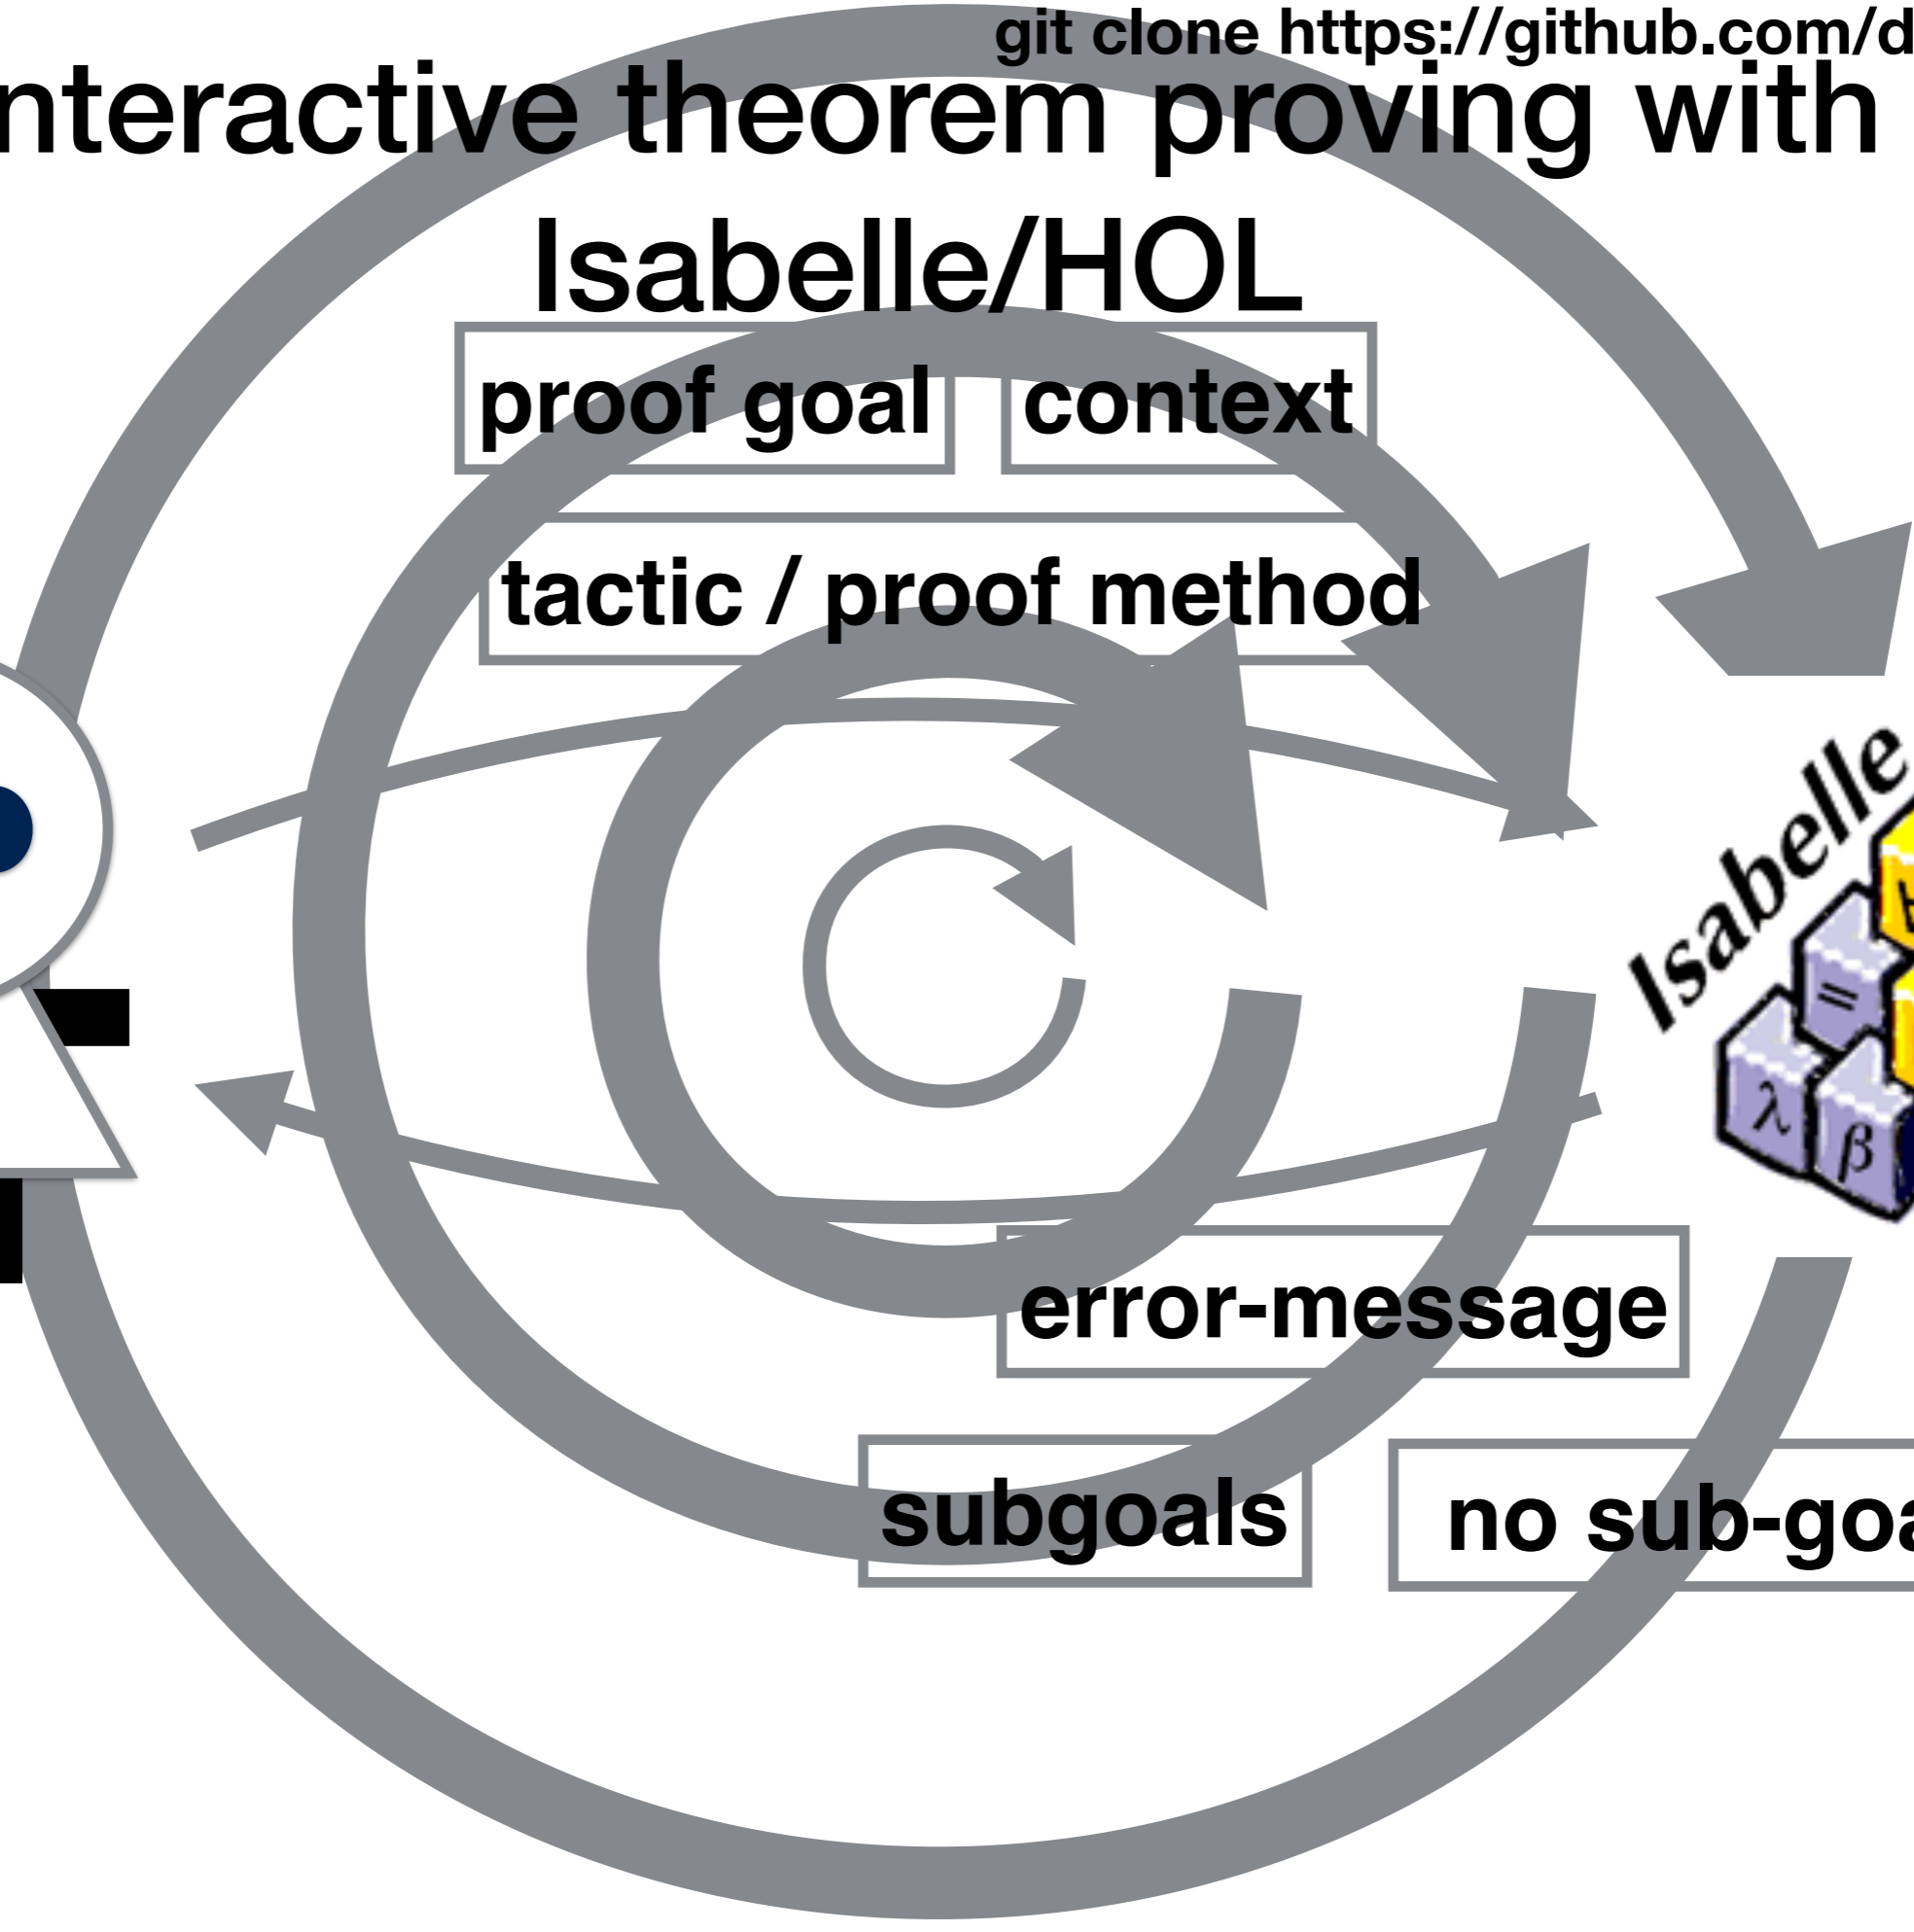 git clone https://github.com/d
nteractive theorem proving with
Isabelle/HOL
proof goal
context
tactic / proof method
Isabelle
=
λ
β
error-message
subgoals
no sub-goa